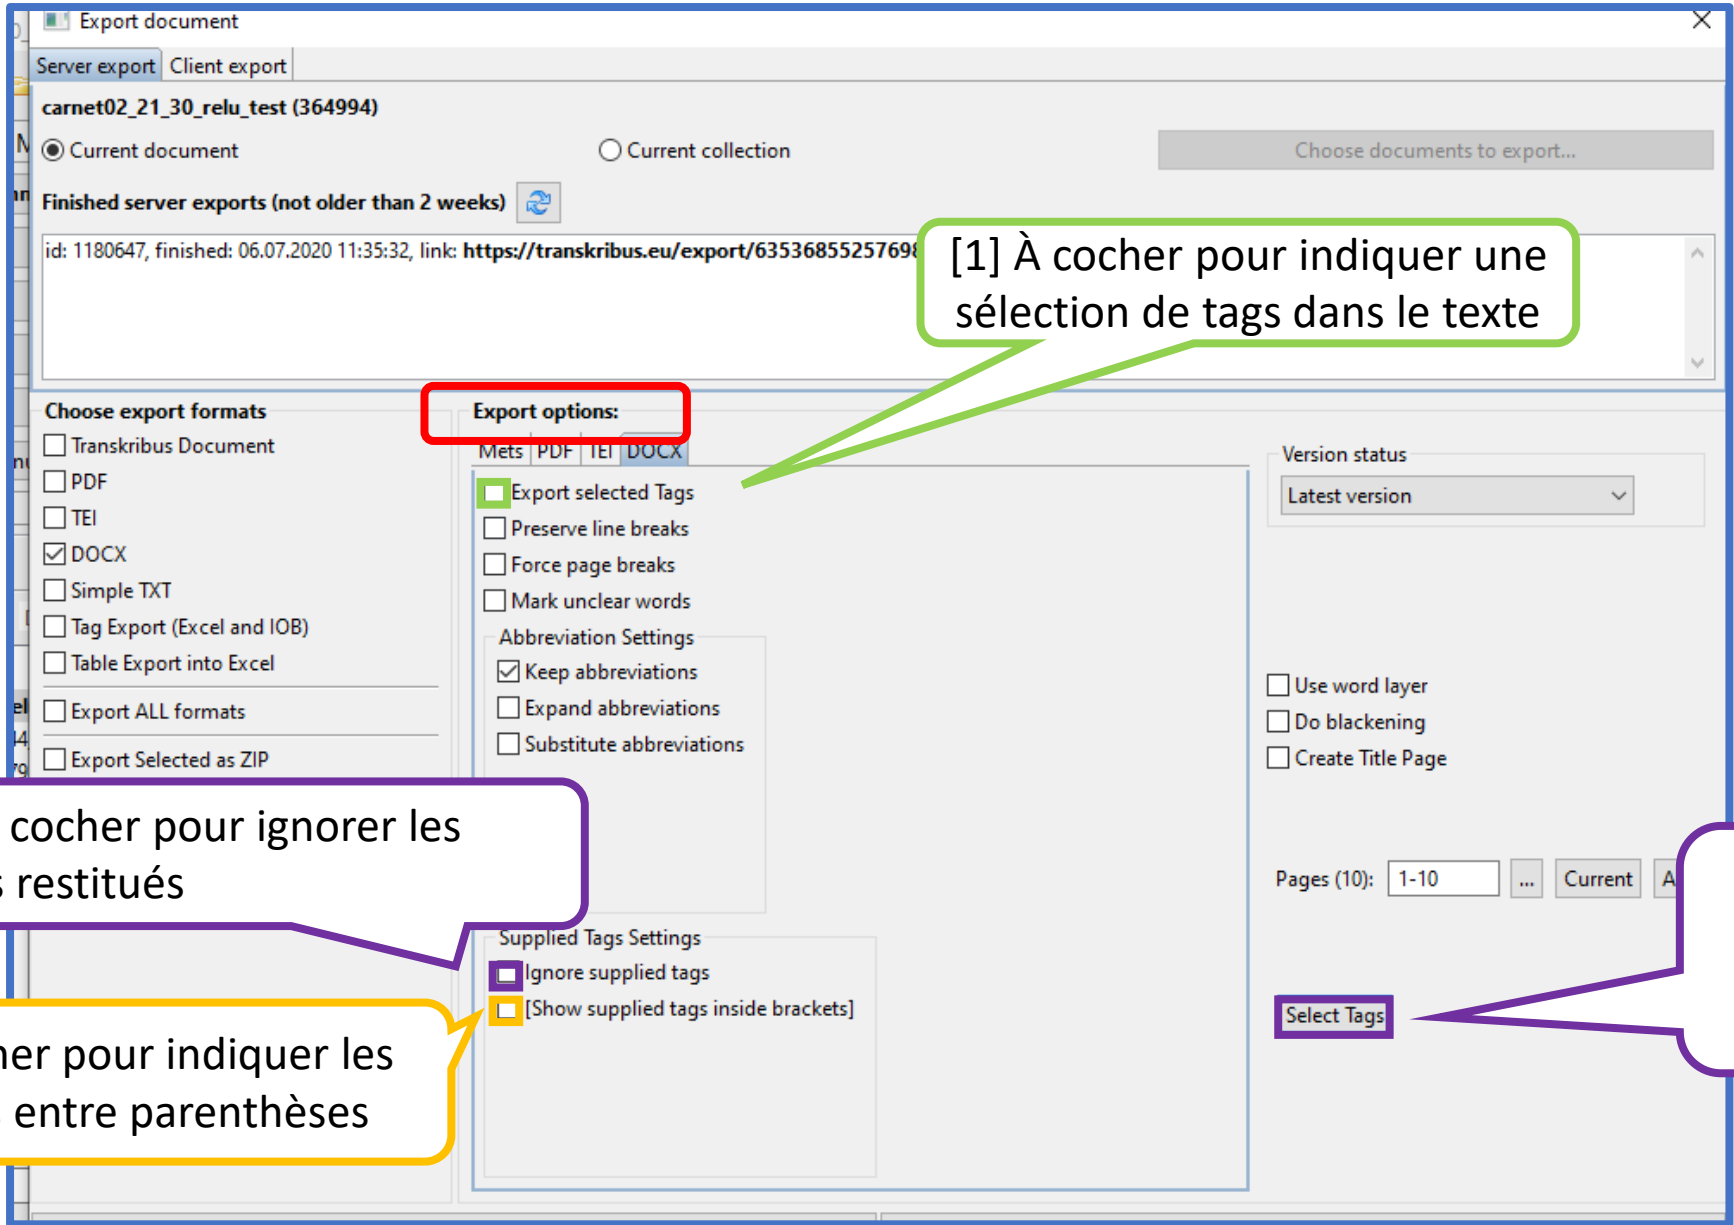 Export document
Server export Client export
carnet02_21_30_relu_test (364994)
Current document Current collection Choose documents to export...
Finished server exports (not older than 2 weeks)
id: 1180647, finished: 06.07.2020 11:35:32, link: https://transkribus.eu/export/6353685525769
[1] À cocher pour indiquer une
sélection de tags dans le texte
Choose export formats
Transkribus Document
PDF
TEI
DOCX
Simple TXT
Tag Export (Excel and IOB)
Table Export into Excel
Export ALL formats
Export Selected as ZIP
Export options:
Mets PDF TEI DOCX
Export selected Tags
Preserve line breaks
Force page breaks
Mark unclear words
Abbreviation Settings
Keep abbreviations
Expand abbreviations
Substitute abbreviations
Supplied Tags Settings
Ignore supplied tags
[Show supplied tags inside brackets]
Version status
Latest version
Use word layer
Do blackening
Create Title Page
Pages (10): 1-10 ... Current A
Select Tags
cocher pour ignorer les
s restitués
her pour indiquer les
entre parenthèses